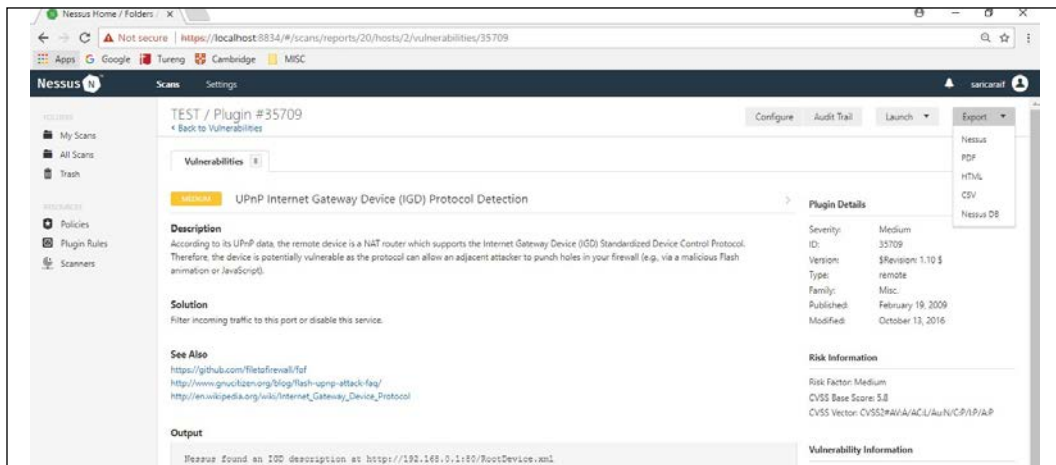 Nessus Home / Folders /
Not secure | https://localhost:8834/#/scans/reports/20/hosts/2/vulnerabilities/35709
Apps Google Tureng Cambridge MISC
Nessus N Scans Settings saricaraif
FOLDERS
My Scans
All Scans
Trash
RESOURCES
Policies
Plugin Rules
Scanners
TEST / Plugin #35709
Back to Vulnerabilities
Configure Audit Trail Launch Export
Nessus
PDF
HTML
CSV
Nessus DB
Vulnerabilities 8
MEDIUM UPnP Internet Gateway Device (IGD) Protocol Detection
Description
According to its UPnP data, the remote device is a NAT router which supports the Internet Gateway Device (IGD) Standardized Device Control Protocol.
Therefore, the device is potentially vulnerable as the protocol can allow an adjacent attacker to punch holes in your firewall (e.g., via a malicious Flash
animation or JavaScript).
Solution
Filter incoming traffic to this port or disable this service.
See Also
https://github.com/filetofirewall/fof
http://www.gnucitizen.org/blog/flash-upnp-attack-faq/
http://en.wikipedia.org/wiki/Internet_Gateway_Device_Protocol
Output
Nessus found an IGD description at http://192.168.0.1:80/RootDevice.xml
Plugin Details
Severity: Medium
ID: 35709
Version: $Revision: 1.10 $
Type: remote
Family: Misc.
Published: February 19, 2009
Modified: October 13, 2016
Risk Information
Risk Factor: Medium
CVSS Base Score: 5.8
CVSS Vector: CVSS2#AV:A/AC:L/Au:N/C:P/I:P/A:P
Vulnerability Information